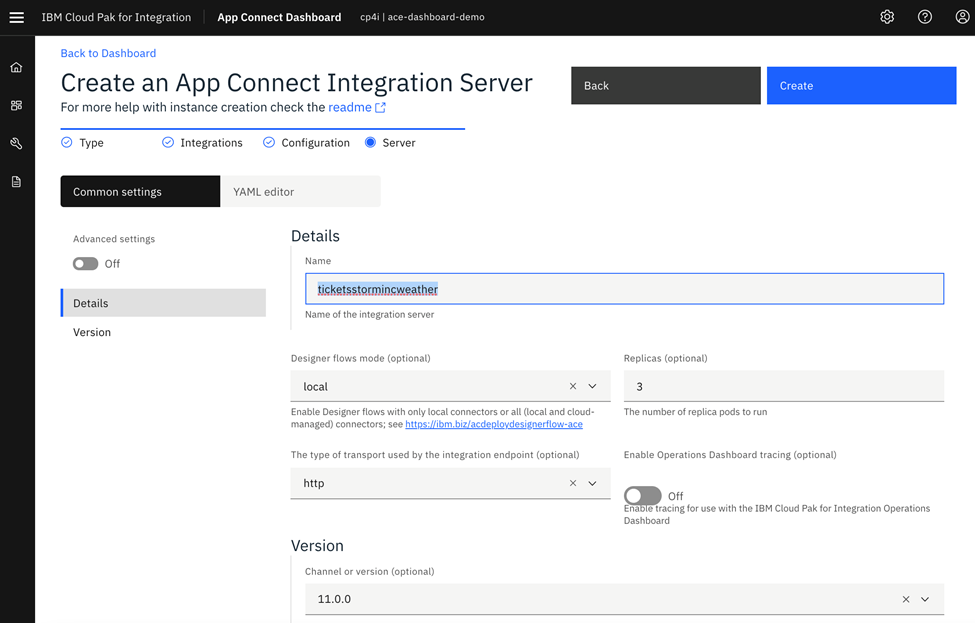 IBM Cloud Pak for Integration App Connect Dashboard cp4i | ace-dashboard-demo
Back to Dashboard
Create an App Connect Integration Server
For more help with instance creation check the readme
Back
Create
Type Integrations Configuration Server
Common settings YAML editor
Advanced settings
Off
Details
Version
Details
Name
ticketsstormincweather
Name of the integration server
Designer flows mode (optional)
local
Enable Designer flows with only local connectors or all (local and cloud-
managed) connectors; see https://ibm.biz/acdeploydesignerflow-ace
Replicas (optional)
3
The number of replica pods to run
The type of transport used by the integration endpoint (optional)
http
Enable Operations Dashboard tracing (optional)
Off
Enable tracing for use with the IBM Cloud Pak for Integration Operations
Dashboard
Version
Channel or version (optional)
11.0.0